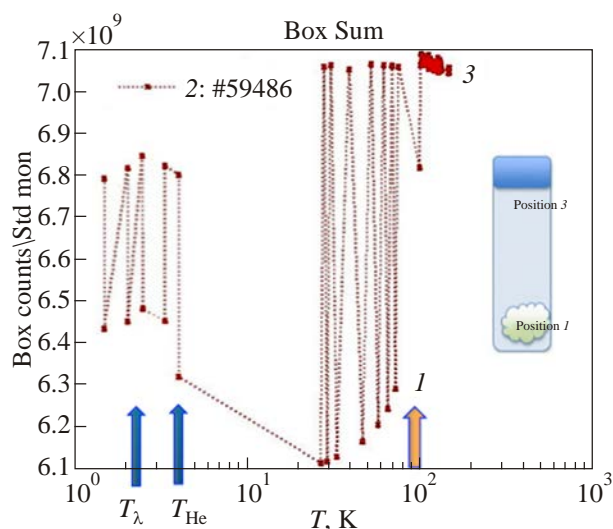 ×10⁹
Box Sum
7.1
7.0
6.9
6.8
6.7
6.6
6.5
6.4
6.3
6.2
6.1
Box counts\Std mon
2: #59486
3
1
Position 3
Position 1
10⁰
10¹
10²
10³
T_λ
T_He
T, K